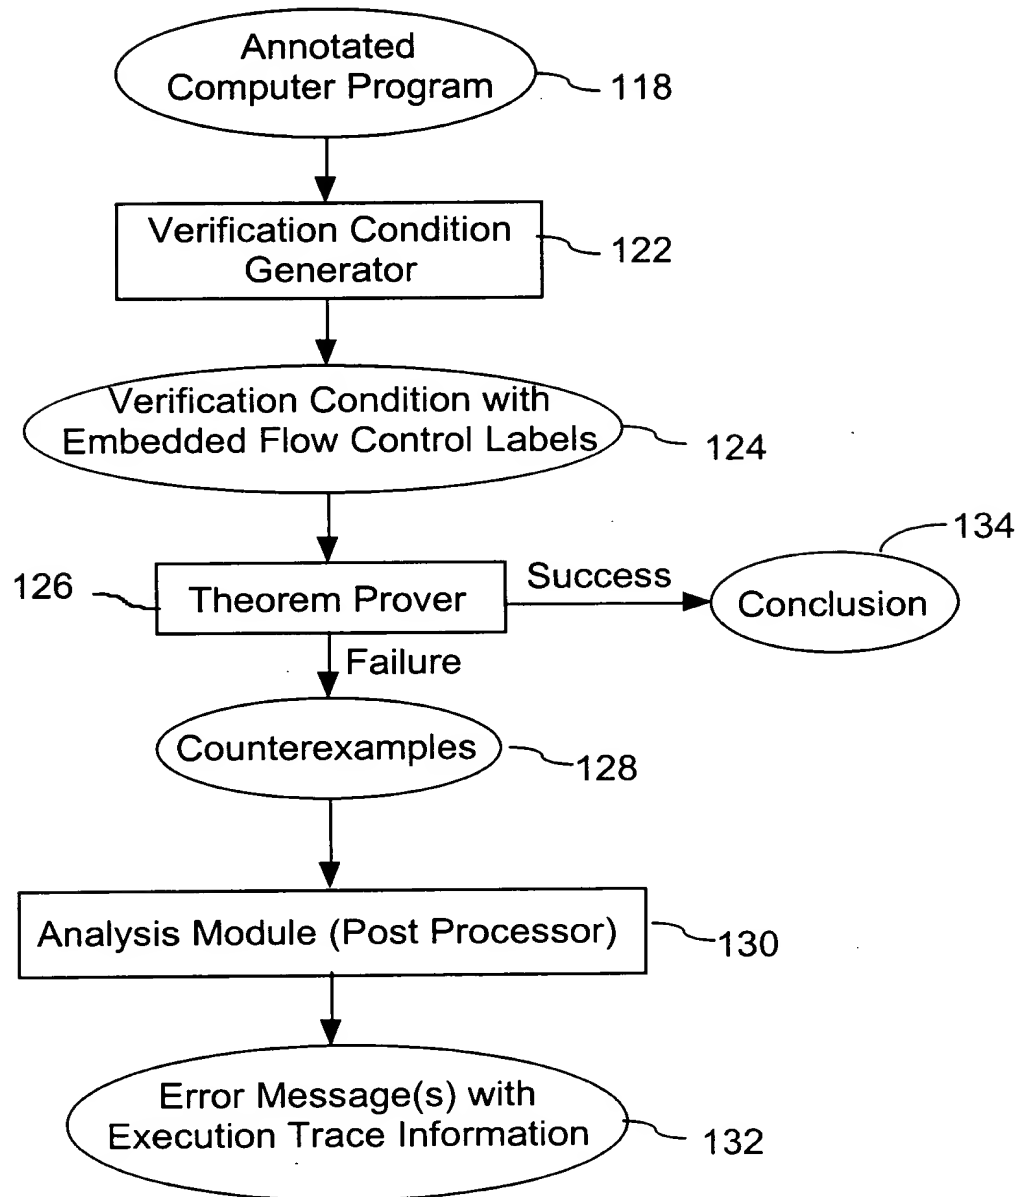 Annotated
Computer Program
118
Verification Condition
Generator
122
Verification Condition with
Embedded Flow Control Labels
124
134
126
Theorem Prover
Success
Conclusion
Failure
Counterexamples
128
Analysis Module (Post Processor)
130
Error Message(s) with
Execution Trace Information
132